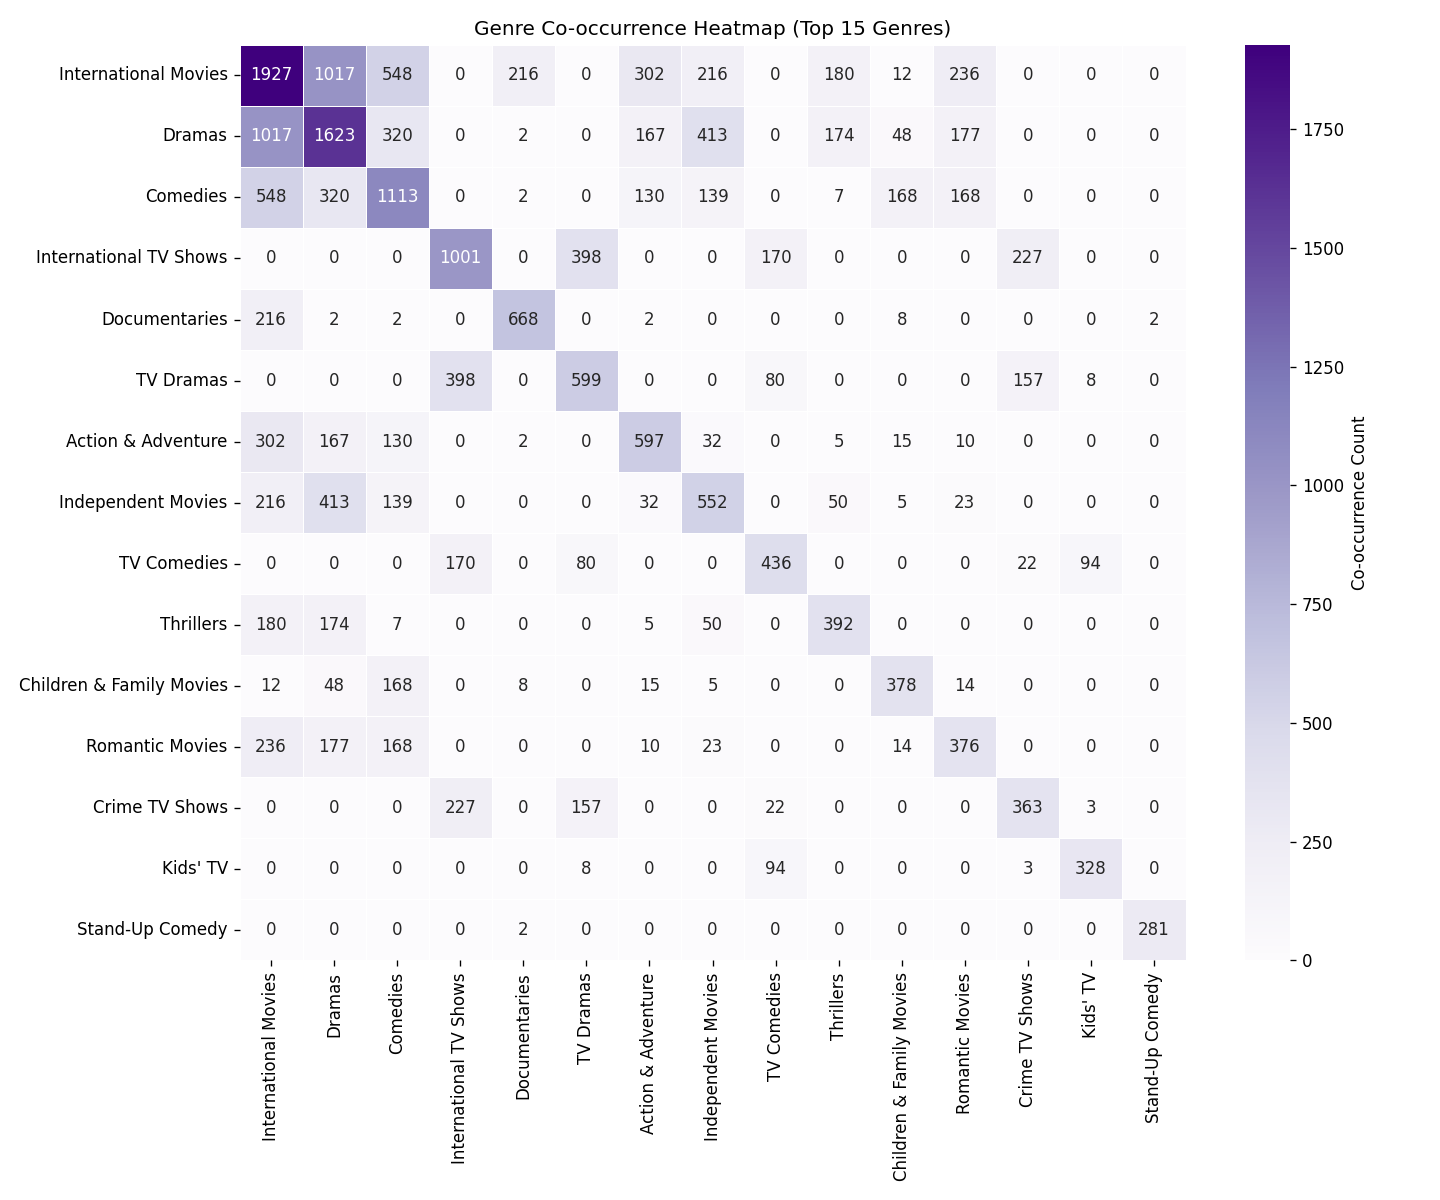 Genre Co-occurrence Heatmap (Top 15 Genres)
International Movies 1927 1017 548 0 216 0 302 216 0 180 12 236 0 0 0
Dramas 1017 1623 320 0 2 0 167 413 0 174 48 177 0 0 0
Comedies 548 320 1113 0 2 0 130 139 0 7 168 168 0 0 0
International TV Shows 0 0 0 1001 0 398 0 0 170 0 0 0 227 0 0
Documentaries 216 2 2 0 668 0 2 0 0 0 8 0 0 0 2
TV Dramas 0 0 0 398 0 599 0 0 80 0 0 0 157 8 0
Action & Adventure 302 167 130 0 2 0 597 32 0 5 15 10 0 0 0
Independent Movies 216 413 139 0 0 0 32 552 0 50 5 23 0 0 0
TV Comedies 0 0 0 170 0 80 0 0 436 0 0 0 22 94 0
Thrillers 180 174 7 0 0 0 5 50 0 392 0 0 0 0 0
Children & Family Movies 12 48 168 0 8 0 15 5 0 0 378 14 0 0 0
Romantic Movies 236 177 168 0 0 0 10 23 0 0 14 376 0 0 0
Crime TV Shows 0 0 0 227 0 157 0 0 22 0 0 0 363 3 0
Kids' TV 0 0 0 0 0 8 0 0 94 0 0 0 3 328 0
Stand-Up Comedy 0 0 0 0 2 0 0 0 0 0 0 0 0 0 281
International Movies
Dramas
Comedies
International TV Shows
Documentaries
TV Dramas
Action & Adventure
Independent Movies
TV Comedies
Thrillers
Children & Family Movies
Romantic Movies
Crime TV Shows
Kids' TV
Stand-Up Comedy
1750
1500
1250
1000
750
500
250
0
Co-occurrence Count